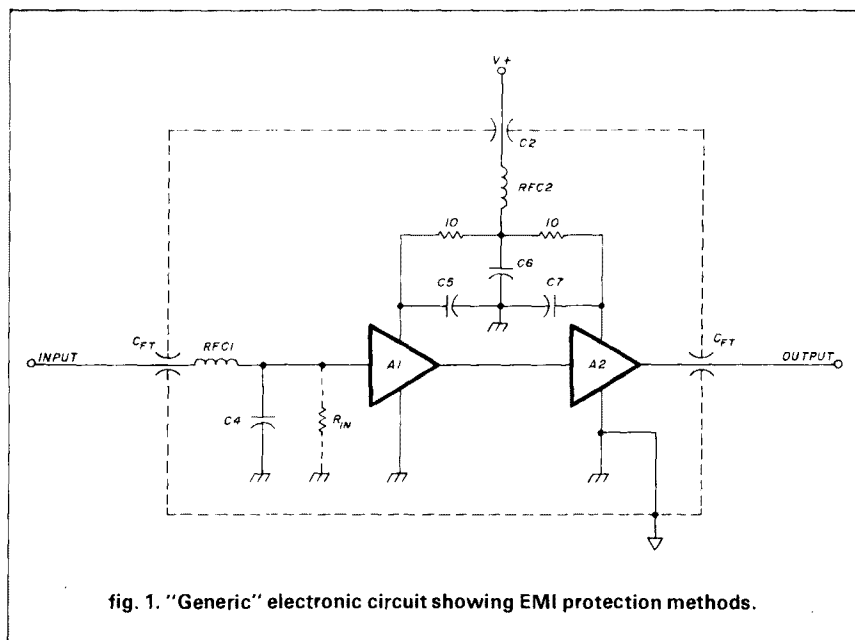 V+
C2
RFC2
10 10
C6
C5 C7
CFT RFC1 CFT
INPUT A1 A2 OUTPUT
C4 RIN
fig. 1. "Generic" electronic circuit showing EMI protection methods.